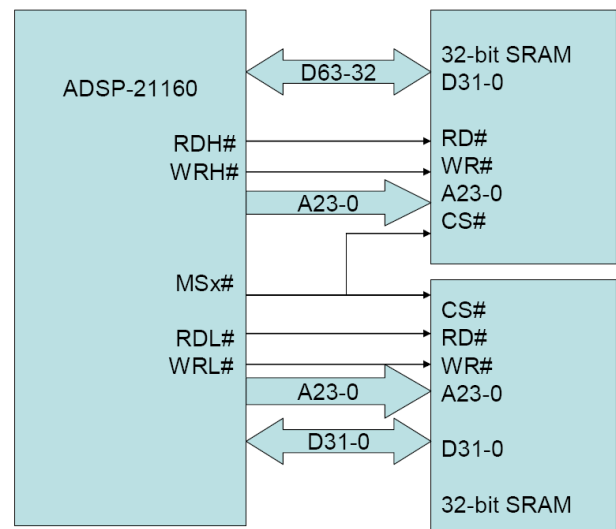 ADSP-21160
RDH#
WRH#
MSx#
RDL#
WRL#
D63-32
A23-0
A23-0
D31-0
32-bit SRAM
D31-0
RD#
WR#
A23-0
CS#
CS#
RD#
WR#
A23-0
D31-0
32-bit SRAM